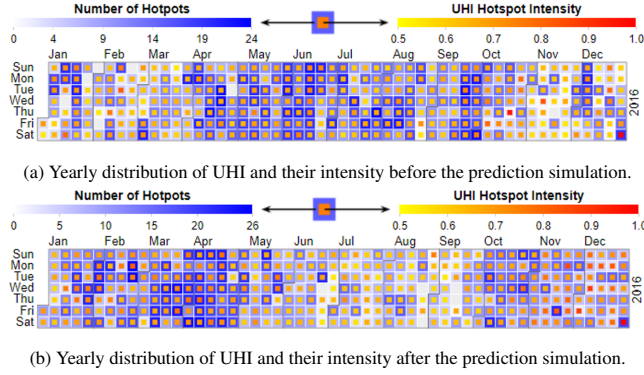 Number of Hotpots UHI Hotspot Intensity
0 4 9 14 19 24 0.5 0.6 0.7 0.8 0.9 1.0
Jan Feb Mar Apr May Jun Jul Aug Sep Oct Nov Dec
Sun
Mon
Tue
Wed
Thu
Fri
Sat
2016
(a) Yearly distribution of UHI and their intensity before the prediction simulation.
Number of Hotpots UHI Hotspot Intensity
0 5 10 15 20 26 0.5 0.6 0.7 0.8 0.9 1.0
Jan Feb Mar Apr May Jun Jul Aug Sep Oct Nov Dec
Sun
Mon
Tue
Wed
Thu
Fri
Sat
2016
(b) Yearly distribution of UHI and their intensity after the prediction simulation.